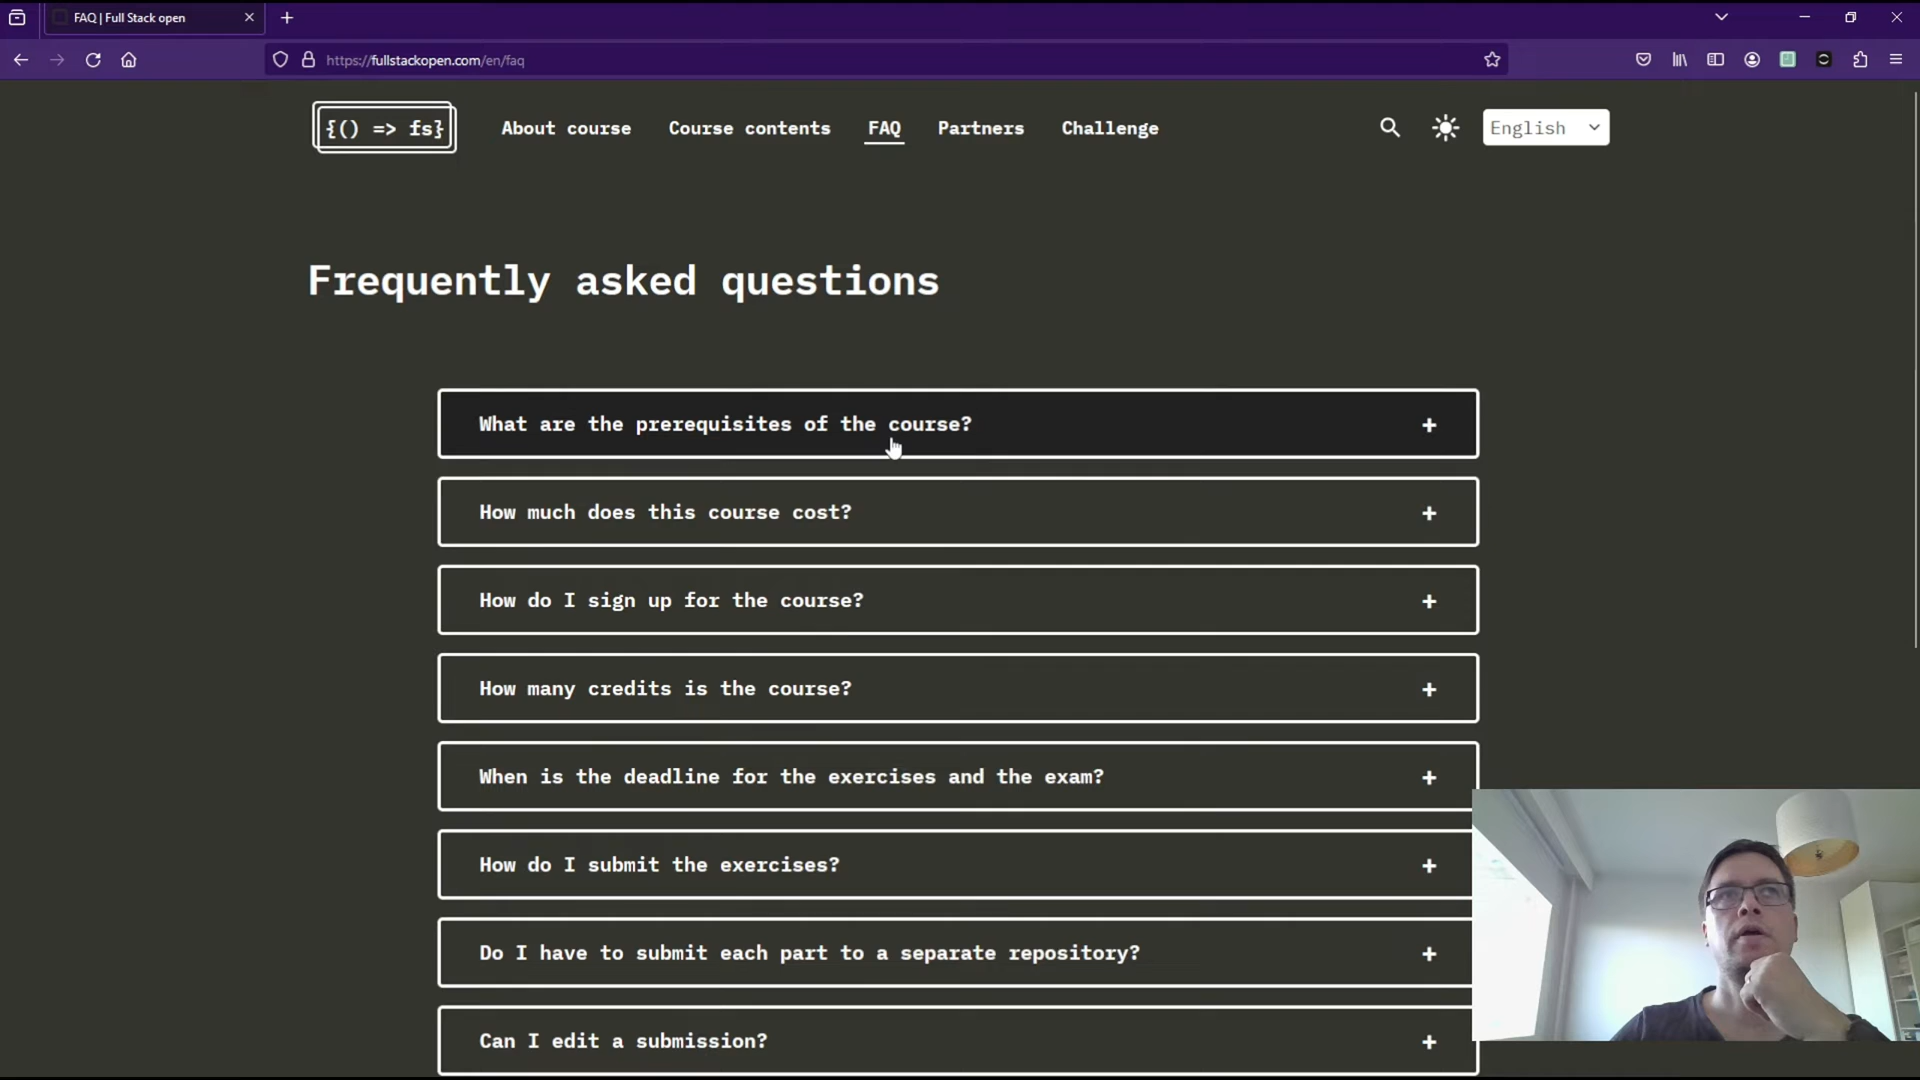 FAQ | Full Stack open
https://fullstackopen.com/en/faq
{() => fs}
About course
Course contents
FAQ
Partners
Challenge
English
Frequently asked questions
What are the prerequisites of the course?
How much does this course cost?
How do I sign up for the course?
How many credits is the course?
When is the deadline for the exercises and the exam?
How do I submit the exercises?
Do I have to submit each part to a separate repository?
Can I edit a submission?